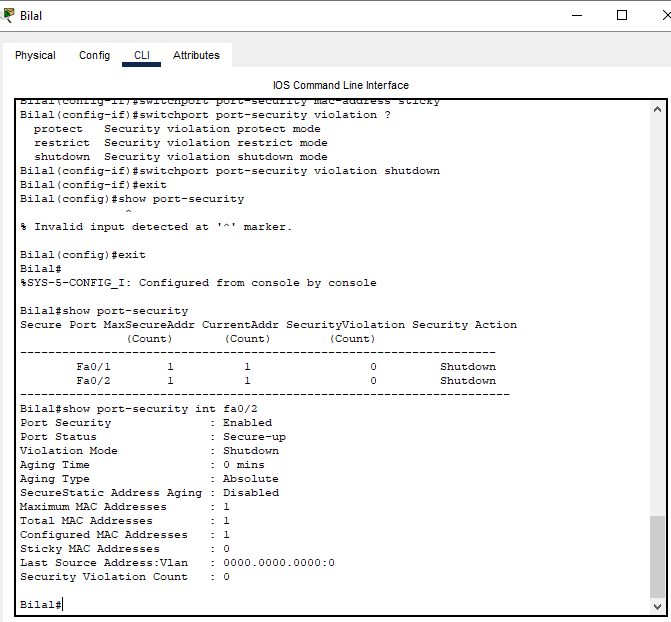 Bilal
Physical Config CLI Attributes
IOS Command Line Interface
Bilal(config-if)#switchport port-security mac-address sticky
Bilal(config-if)#switchport port-security violation ?
  protect   Security violation protect mode
  restrict  Security violation restrict mode
  shutdown  Security violation shutdown mode
Bilal(config-if)#switchport port-security violation shutdown
Bilal(config-if)#exit
Bilal(config)#show port-security
               ^
% Invalid input detected at '^' marker.
Bilal(config)#exit
Bilal#
%SYS-5-CONFIG_I: Configured from console by console
Bilal#show port-security
Secure Port MaxSecureAddr CurrentAddr SecurityViolation Security Action
               (Count)       (Count)        (Count)
--------------------------------------------------------------------
        Fa0/1        1          1                 0         Shutdown
        Fa0/2        1          1                 0         Shutdown
----------------------------------------------------------------------
Bilal#show port-security int fa0/2
Port Security              : Enabled
Port Status                : Secure-up
Violation Mode             : Shutdown
Aging Time                 : 0 mins
Aging Type                 : Absolute
SecureStatic Address Aging : Disabled
Maximum MAC Addresses      : 1
Total MAC Addresses        : 1
Configured MAC Addresses   : 1
Sticky MAC Addresses       : 0
Last Source Address:Vlan   : 0000.0000.0000:0
Security Violation Count   : 0
Bilal#